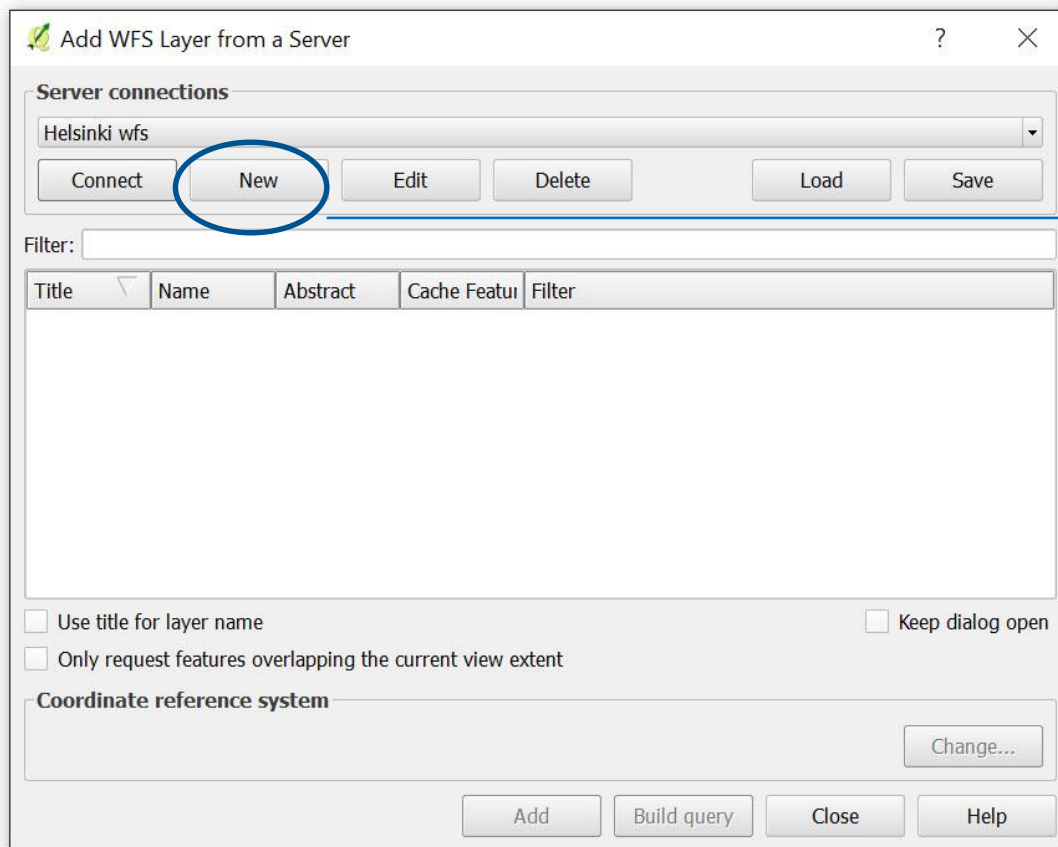 Add WFS Layer from a Server ?
Server connections
Helsinki wfs
Connect New Edit Delete Load Save
Filter:
Title Name Abstract Cache Featur Filter
Use title for layer name Keep dialog open
Only request features overlapping the current view extent
Coordinate reference system
Change...
Add Build query Close Help